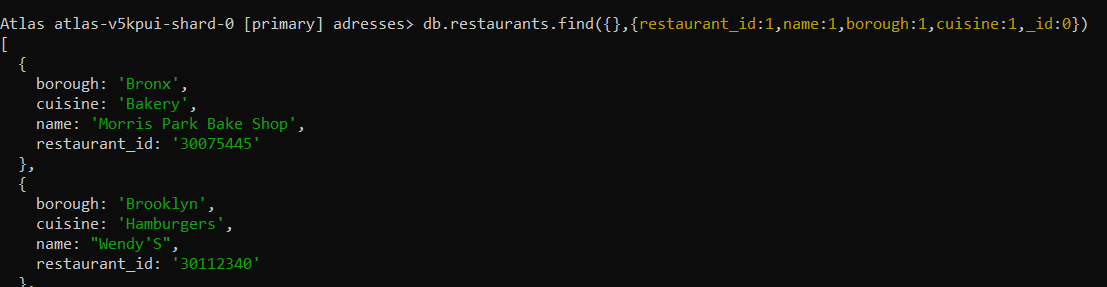 Atlas atlas-v5kpui-shard-0 [primary] adresses> db.restaurants.find({},{restaurant_id:1,name:1,borough:1,cuisine:1,_id:0})
[
  {
    borough: 'Bronx',
    cuisine: 'Bakery',
    name: 'Morris Park Bake Shop',
    restaurant_id: '30075445'
  },
  {
    borough: 'Brooklyn',
    cuisine: 'Hamburgers',
    name: "Wendy'S",
    restaurant_id: '30112340'
  },